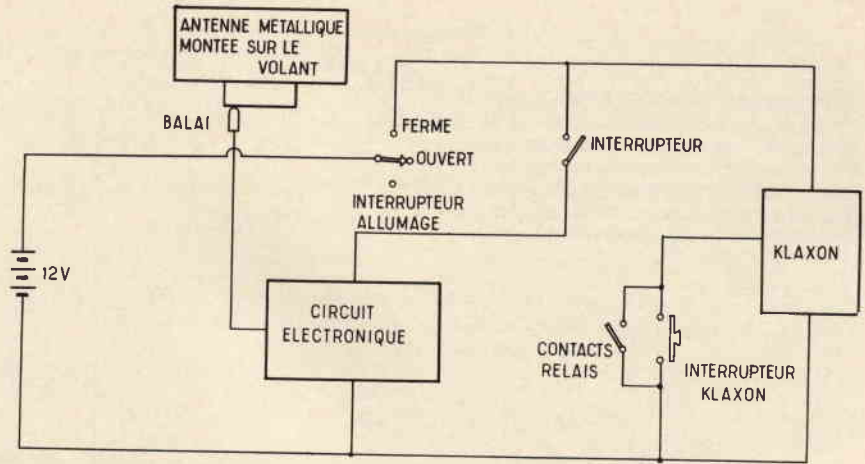 ANTENNE METALLIQUE
MONTEE SUR LE
VOLANT
BALAI
FERME
OUVERT
INTERRUPTEUR
ALLUMAGE
INTERRUPTEUR
12V
CIRCUIT
ELECTRONIQUE
KLAXON
CONTACTS
RELAIS
INTERRUPTEUR
KLAXON